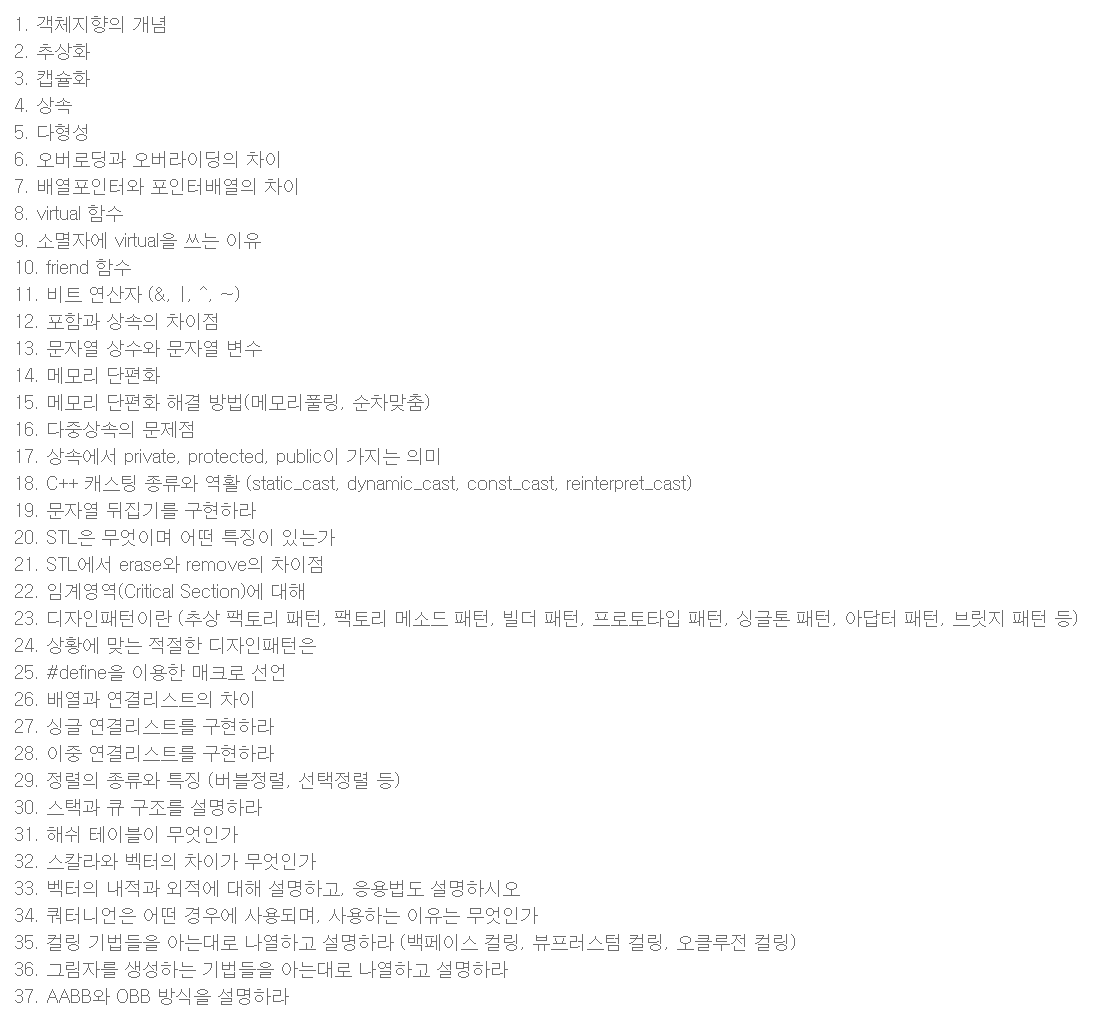 1. 객체지향의 개념
2. 추상화
3. 캡슐화
4. 상속
5. 다형성
6. 오버로딩과 오버라이딩의 차이
7. 배열포인터와 포인터배열의 차이
8. virtual 함수
9. 소멸자에 virtual을 쓰는 이유
10. friend 함수
11. 비트 연산자 (&, |, ^, ~)
12. 포함과 상속의 차이점
13. 문자열 상수와 문자열 변수
14. 메모리 단편화
15. 메모리 단편화 해결 방법(메모리풀링, 순차맞춤)
16. 다중상속의 문제점
17. 상속에서 private, protected, public이 가지는 의미
18. C++ 캐스팅 종류와 역활 (static_cast, dynamic_cast, const_cast, reinterpret_cast)
19. 문자열 뒤집기를 구현하라
20. STL은 무엇이며 어떤 특징이 있는가
21. STL에서 erase와 remove의 차이점
22. 임계영역(Critical Section)에 대해
23. 디자인패턴이란 (추상 팩토리 패턴, 팩토리 메소드 패턴, 빌더 패턴, 프로토타입 패턴, 싱글톤 패턴, 아답터 패턴, 브릿지 패턴 등)
24. 상황에 맞는 적절한 디자인패턴은
25. #define을 이용한 매크로 선언
26. 배열과 연결리스트의 차이
27. 싱글 연결리스트를 구현하라
28. 이중 연결리스트를 구현하라
29. 정렬의 종류와 특징 (버블정렬, 선택정렬 등)
30. 스택과 큐 구조를 설명하라
31. 해쉬 테이블이 무엇인가
32. 스칼라와 벡터의 차이가 무엇인가
33. 벡터의 내적과 외적에 대해 설명하고, 응용법도 설명하시오
34. 쿼터니언은 어떤 경우에 사용되며, 사용하는 이유는 무엇인가
35. 컬링 기법들을 아는대로 나열하고 설명하라 (백페이스 컬링, 뷰프러스텀 컬링, 오클루전 컬링)
36. 그림자를 생성하는 기법들을 아는대로 나열하고 설명하라
37. AABB와 OBB 방식을 설명하라